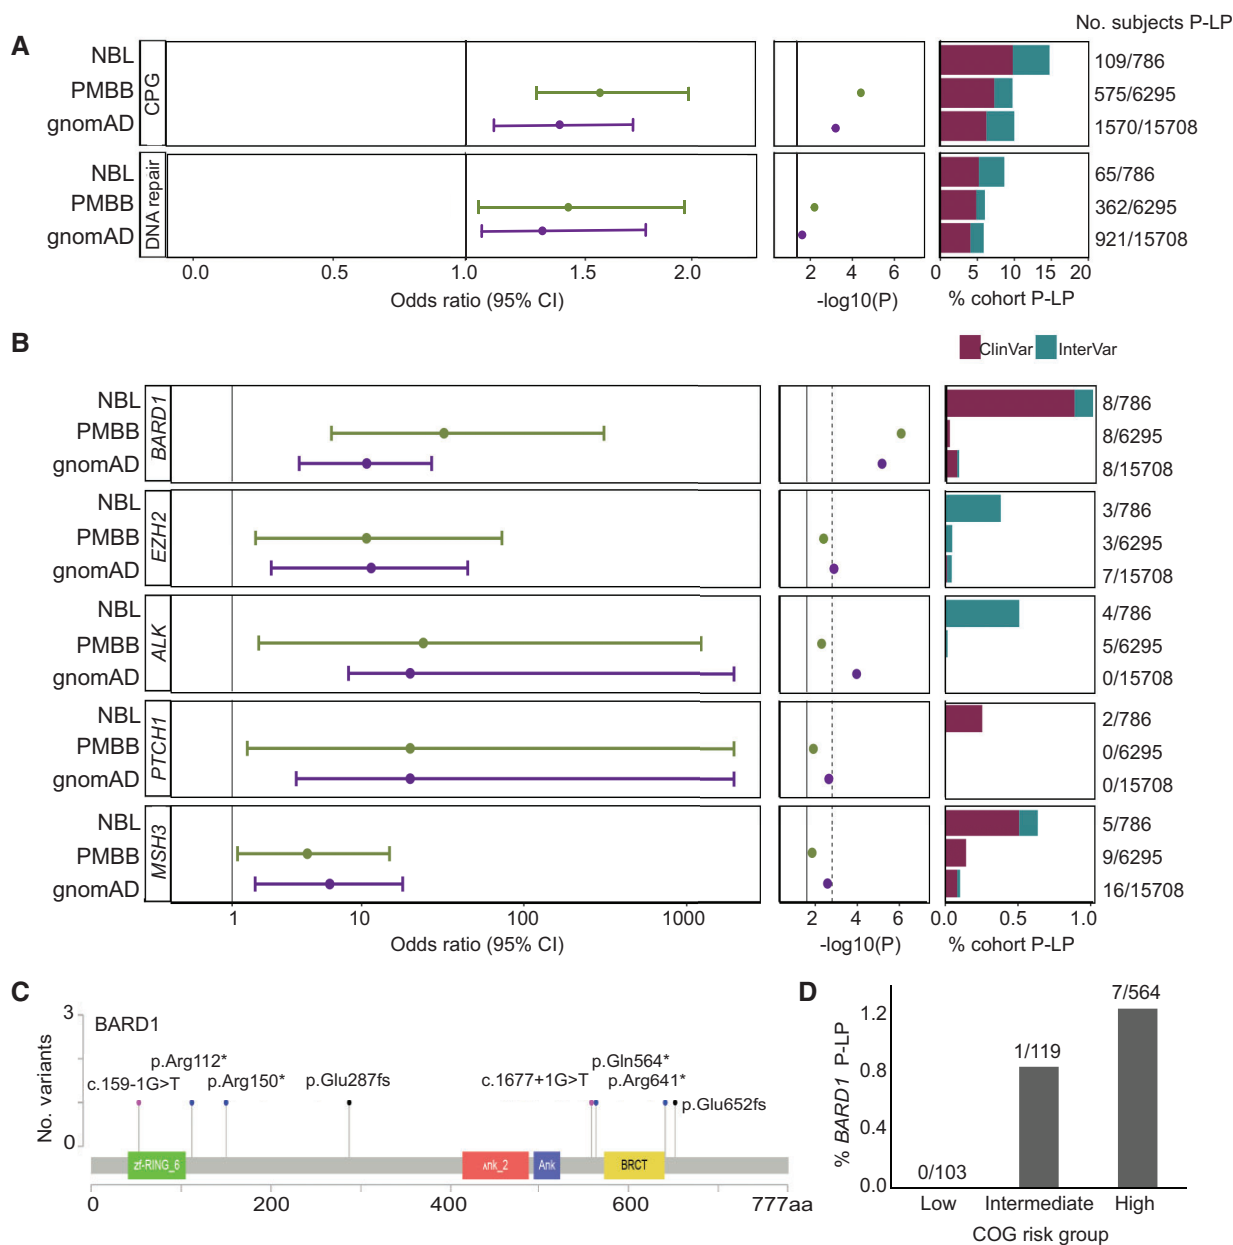 No. subjects P-LP
A
CPG
NBL
PMBB
gnomAD
109/786
575/6295
1570/15708
DNA repair
NBL
PMBB
gnomAD
65/786
362/6295
921/15708
0.0 0.5 1.0 1.5 2.0
Odds ratio (95% CI)
2 4 6
-log10(P)
0 5 10 15 20
% cohort P-LP
B
ClinVar InterVar
BARD1
NBL
PMBB
gnomAD
8/786
8/6295
8/15708
EZH2
NBL
PMBB
gnomAD
3/786
3/6295
7/15708
ALK
NBL
PMBB
gnomAD
4/786
5/6295
0/15708
PTCH1
NBL
PMBB
gnomAD
2/786
0/6295
0/15708
MSH3
NBL
PMBB
gnomAD
5/786
9/6295
16/15708
1 10 100 1000
Odds ratio (95% CI)
2 4 6
-log10(P)
0.0 0.5 1.0
% cohort P-LP
C
BARD1
No. variants
3
0
c.159-1G>T
p.Arg112*
p.Arg150*
p.Glu287fs
c.1677+1G>T
p.Gln564*
p.Arg641*
p.Glu652fs
zf-RING_6
Ank
BRCT
0 200 400 600 777aa
D
% BARD1 P-LP
1.2
0.8
0.4
0.0
0/103
1/119
7/564
Low Intermediate High
COG risk group